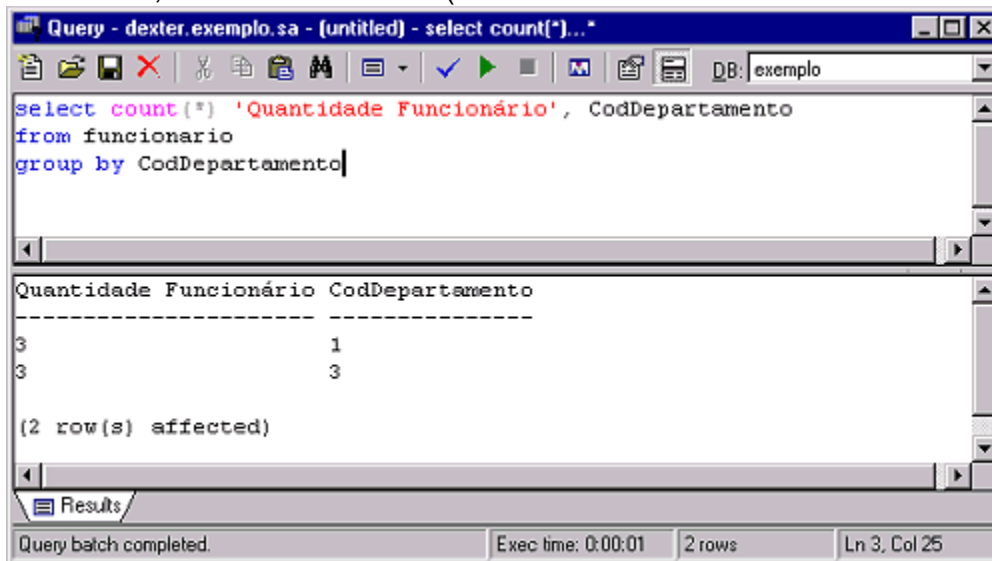 Query - dexter.exemplo.sa - (untitled) - select count(*)...*
DB: exemplo
select count(*) 'Quantidade Funcionário', CodDepartamento
from funcionario
group by CodDepartamento
Quantidade Funcionário CodDepartamento
---------------------- ---------------
3 1
3 3
(2 row(s) affected)
Results
Query batch completed. Exec time: 0:00:01 2 rows Ln 3, Col 25